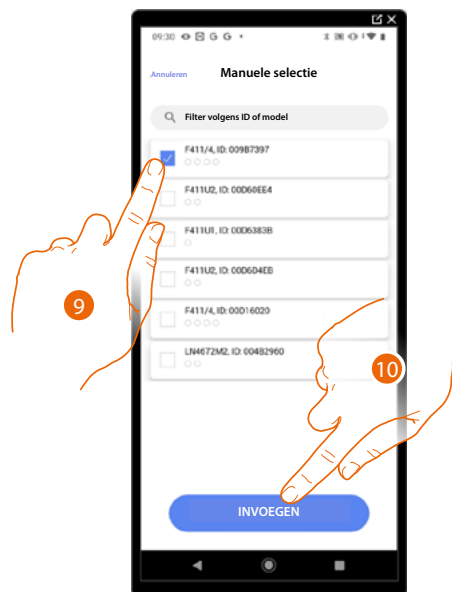 09:30 G G
Annuleren Manuele selectie
Filter volgens ID of model
F411/4, ID: 009B7397
F411U2, ID: 00D60EE4
F411U1, ID: 00D6383B
F411U2, ID: 00D6D4EB
F411/4, ID: 00D16020
LN4672M2, ID: 00482960
9
10
INVOEGEN